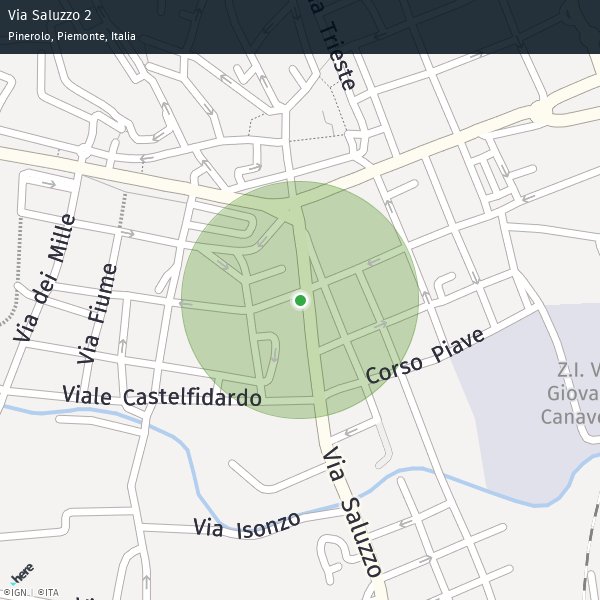 Via Saluzzo 2
Pinerolo, Piemonte, Italia
Trieste
Via dei Mille
Via Fiume
Corso Piave
Z.I. V
Giova
Canave
Viale Castelfidardo
Via Saluzzo
Via Isonzo
here
©IGN | ©ITA